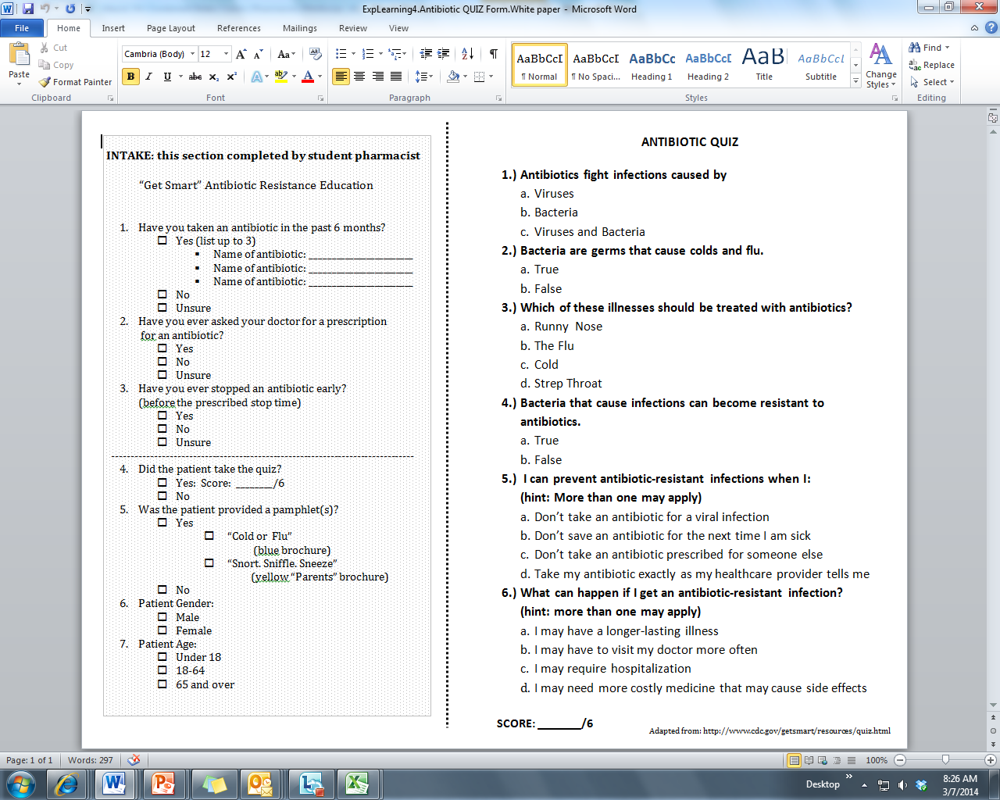 ExpLearning4.Antibiotic QUIZ Form.White paper - Microsoft Word
File Home Insert Page Layout References Mailings Review View
Paste
Cut
Copy
Format Painter
Clipboard
Cambria (Body) 12
Font
Paragraph
AaBbCcI AaBbCcI AaBbCc AaBbCcI AaB AaBbCcL
¶ Normal ¶ No Spaci... Heading 1 Heading 2 Title Subtitle
Styles
Change
Styles
Find
Replace
Select
Editing
INTAKE: this section completed by student pharmacist
“Get Smart” Antibiotic Resistance Education
1. Have you taken an antibiotic in the past 6 months?
Yes (list up to 3)
Name of antibiotic: ______________________
Name of antibiotic: ______________________
Name of antibiotic: ______________________
No
Unsure
2. Have you ever asked your doctor for a prescription
for an antibiotic?
Yes
No
Unsure
3. Have you ever stopped an antibiotic early?
(before the prescribed stop time)
Yes
No
Unsure
4. Did the patient take the quiz?
Yes: Score: ________/6
No
5. Was the patient provided a pamphlet(s)?
Yes
“Cold or Flu”
(blue brochure)
“Snort. Sniffle. Sneeze”
(yellow “Parents” brochure)
No
6. Patient Gender:
Male
Female
7. Patient Age:
Under 18
18-64
65 and over
ANTIBIOTIC QUIZ
1.) Antibiotics fight infections caused by
a. Viruses
b. Bacteria
c. Viruses and Bacteria
2.) Bacteria are germs that cause colds and flu.
a. True
b. False
3.) Which of these illnesses should be treated with antibiotics?
a. Runny Nose
b. The Flu
c. Cold
d. Strep Throat
4.) Bacteria that cause infections can become resistant to
antibiotics.
a. True
b. False
5.) I can prevent antibiotic-resistant infections when I:
(hint: More than one may apply)
a. Don’t take an antibiotic for a viral infection
b. Don’t save an antibiotic for the next time I am sick
c. Don’t take an antibiotic prescribed for someone else
d. Take my antibiotic exactly as my healthcare provider tells me
6.) What can happen if I get an antibiotic-resistant infection?
(hint: more than one may apply)
a. I may have a longer-lasting illness
b. I may have to visit my doctor more often
c. I may require hospitalization
d. I may need more costly medicine that may cause side effects
SCORE: _______/6
Adapted from: http://www.cdc.gov/getsmart/resources/quiz.html
Page: 1 of 1 Words: 297 100%
Desktop
8:26 AM
3/7/2014